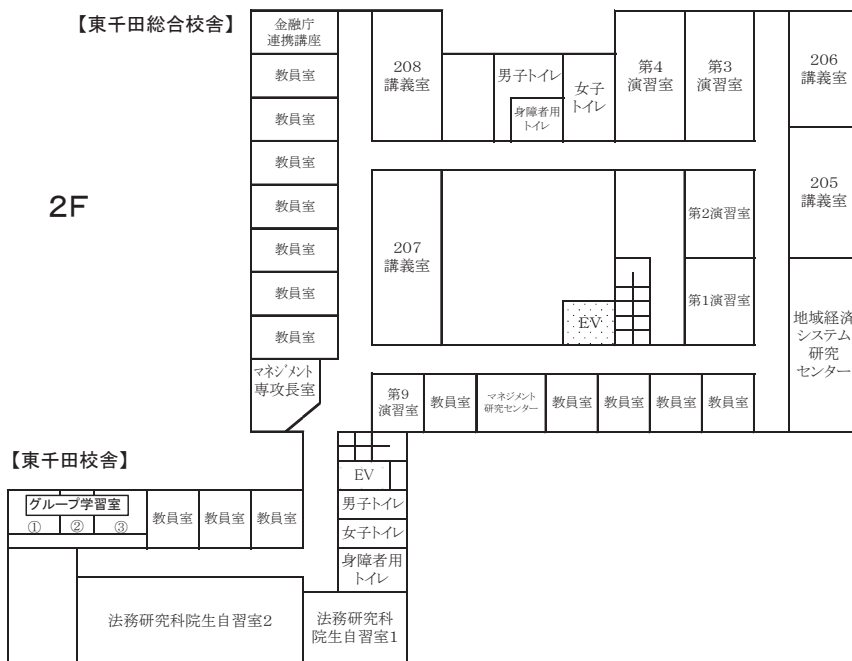 【東千田総合校舎】
2F
金融庁
連携講座
教員室
教員室
教員室
教員室
教員室
教員室
教員室
マネジメント
専攻長室
208
講義室
男子トイレ
身障者用
トイレ
女子
トイレ
第4
演習室
第3
演習室
206
講義室
205
講義室
207
講義室
EV
第2演習室
第1演習室
地域経済
システム
研究
センター
第9
演習室
教員室
マネジメント
研究センター
教員室
教員室
教員室
教員室
【東千田校舎】
グループ学習室
①
②
③
教員室
教員室
教員室
EV
男子トイレ
女子トイレ
身障者用
トイレ
法務研究科院生自習室2
法務研究科
院生自習室1